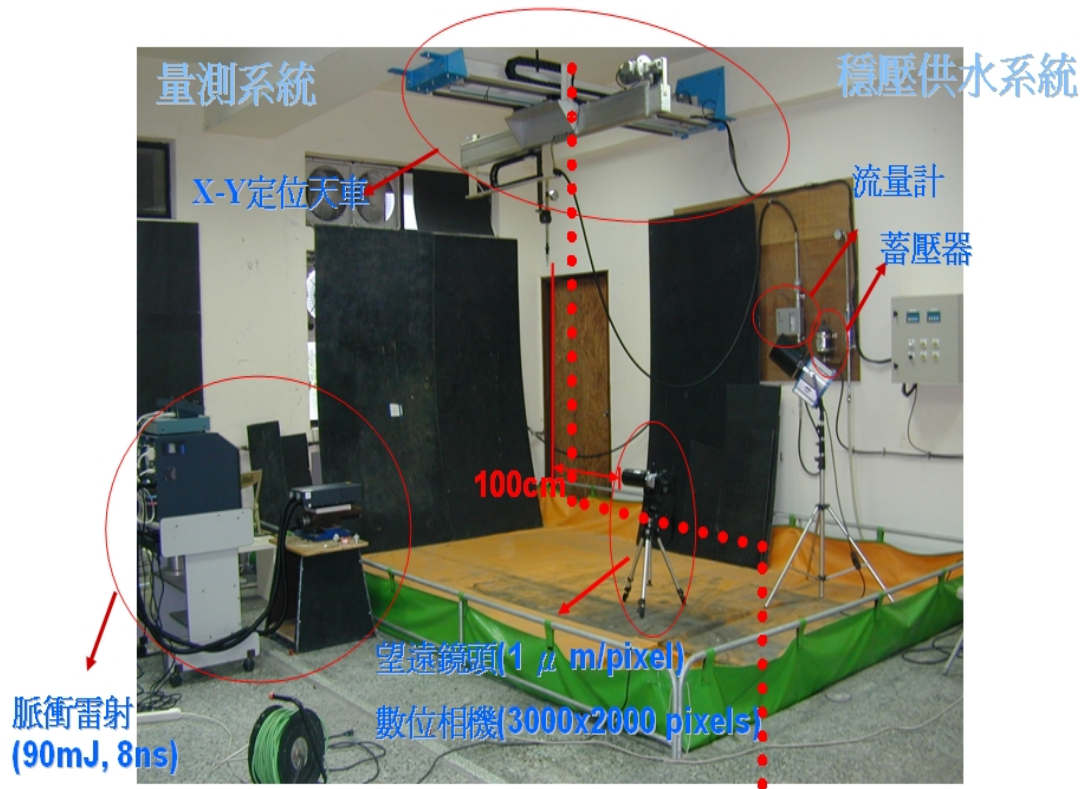 量測系統
穩壓供水系統
X-Y定位天車
流量計
蓄壓器
100cm
望遠鏡頭(1 μ m/pixel)
數位相機(3000x2000 pixels)
脈衝雷射
(90mJ, 8ns)